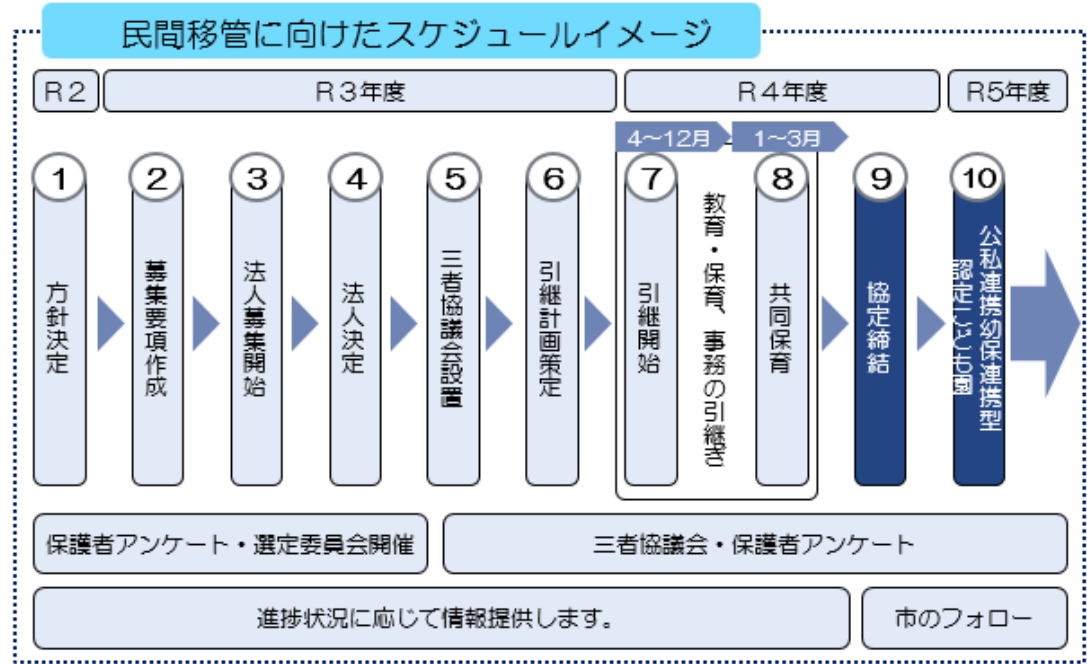 民間移管に向けたスケジュールイメージ
R2
R3年度
R4年度
R5年度
4～12月
1～3月
1
方針決定
2
募集要項作成
3
法人募集開始
4
法人決定
5
三者協議会設置
6
引継計画策定
7
引継開始
教育・保育、事務の引継ぎ
8
共同保育
9
協定締結
10
公私連携幼保連携型
認定こども園
保護者アンケート・選定委員会開催
三者協議会・保護者アンケート
進捗状況に応じて情報提供します。
市のフォロー